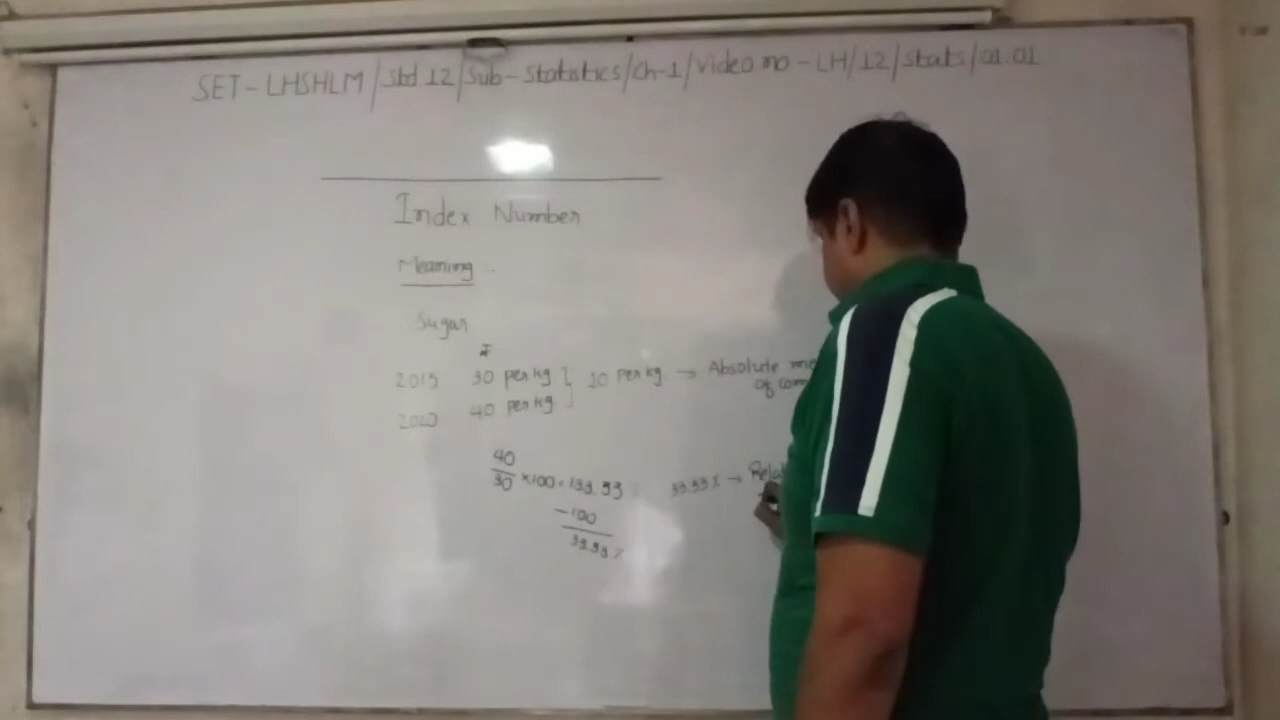 SET-LHSHLM/Std.12/Sub-Statistics/Ch-1/Video no-LH/12/Stats/01.01
Index Number
Meaning
Sugar
₹
2015 30 per kg } 10 Per kg → Absolute
of
2020 40 per kg
40/30 ×100 = 133.33
33.33% →
-100
33.33%